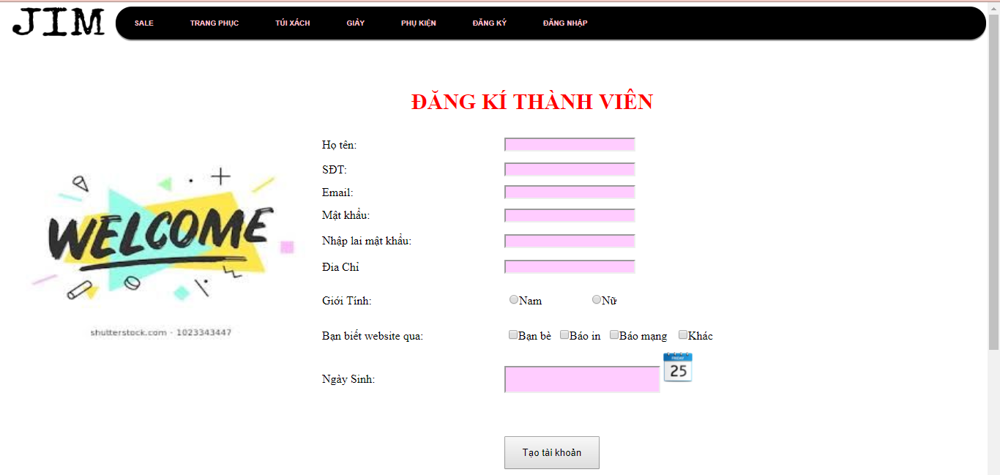 JIM
SALE TRANG PHỤC TÚI XÁCH GIÀY PHỤ KIỆN ĐĂNG KÝ ĐĂNG NHẬP
ĐĂNG KÍ THÀNH VIÊN
Họ tên:
SĐT:
Email:
Mật khẩu:
Nhập lai mật khẩu:
Đia Chỉ
Giới Tính: Nam Nữ
Bạn biết website qua: Bạn bè Báo in Báo mạng Khác
Ngày Sinh:
FRIDAY
25
Tạo tài khoản
WELCOME
shutterstock.com · 1023343447